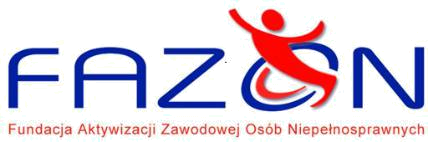 FAZON
Fundacja Aktywizacji Zawodowej Osób Niepełnosprawnych